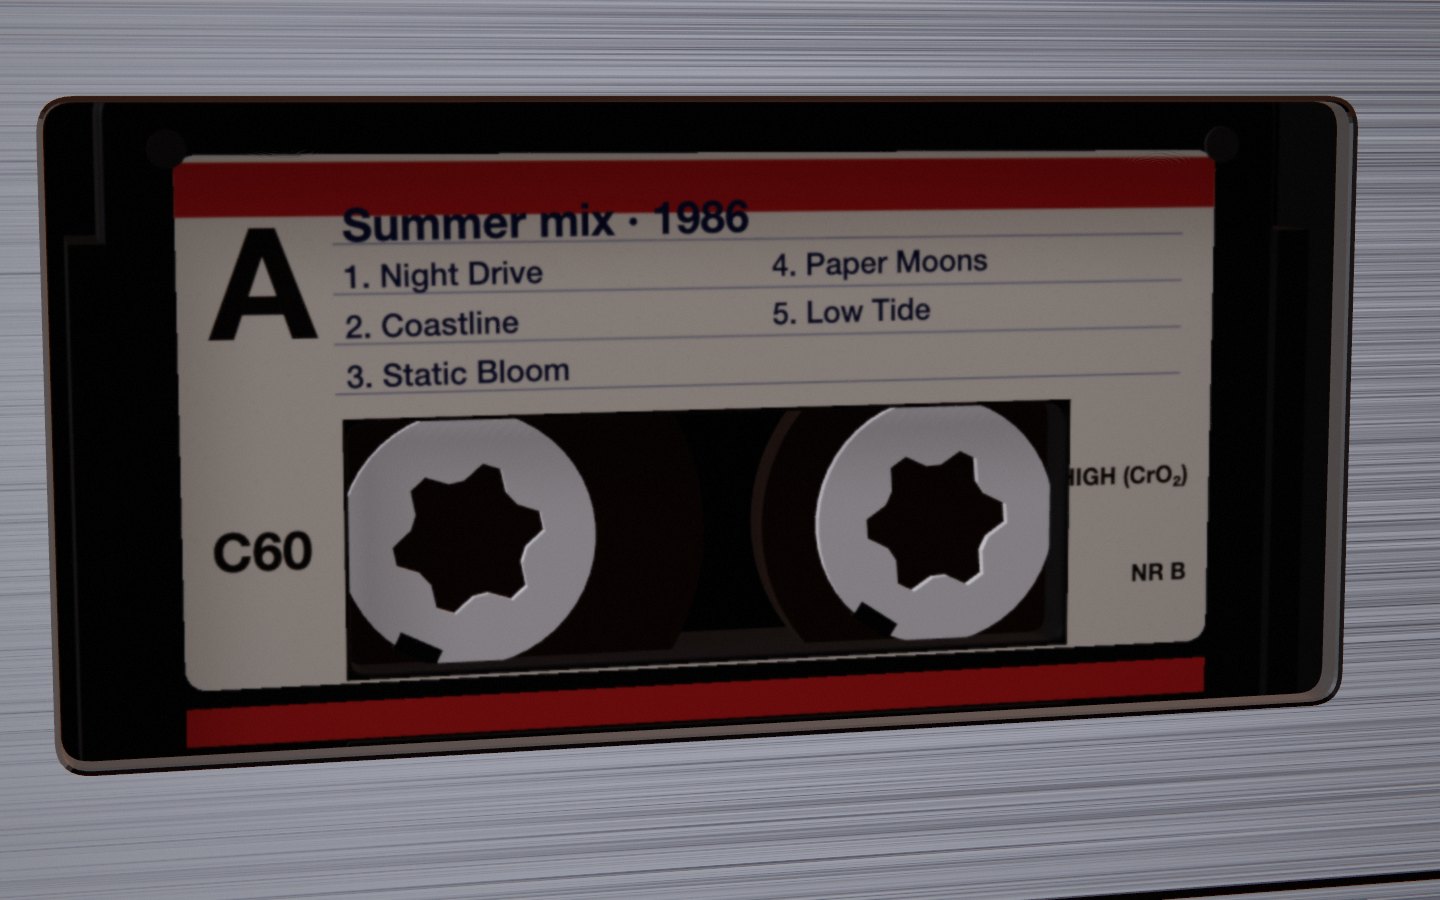 Summer mix · 1986
A
1. Night Drive
2. Coastline
3. Static Bloom
4. Paper Moons
5. Low Tide
C60
HIGH (CrO₂)
NR B